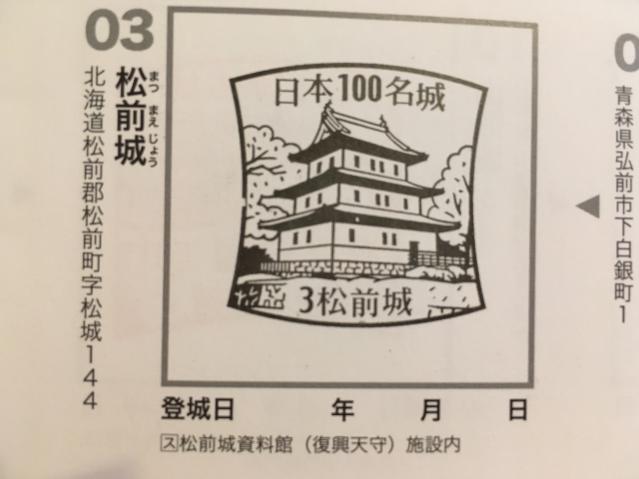 03
松前城
まつまえじょう
北海道松前郡松前町字松城144
日本100名城
3松前城
登城日 年 月 日
ス松前城資料館（復興天守）施設内
0
青森県弘前市下白銀町1